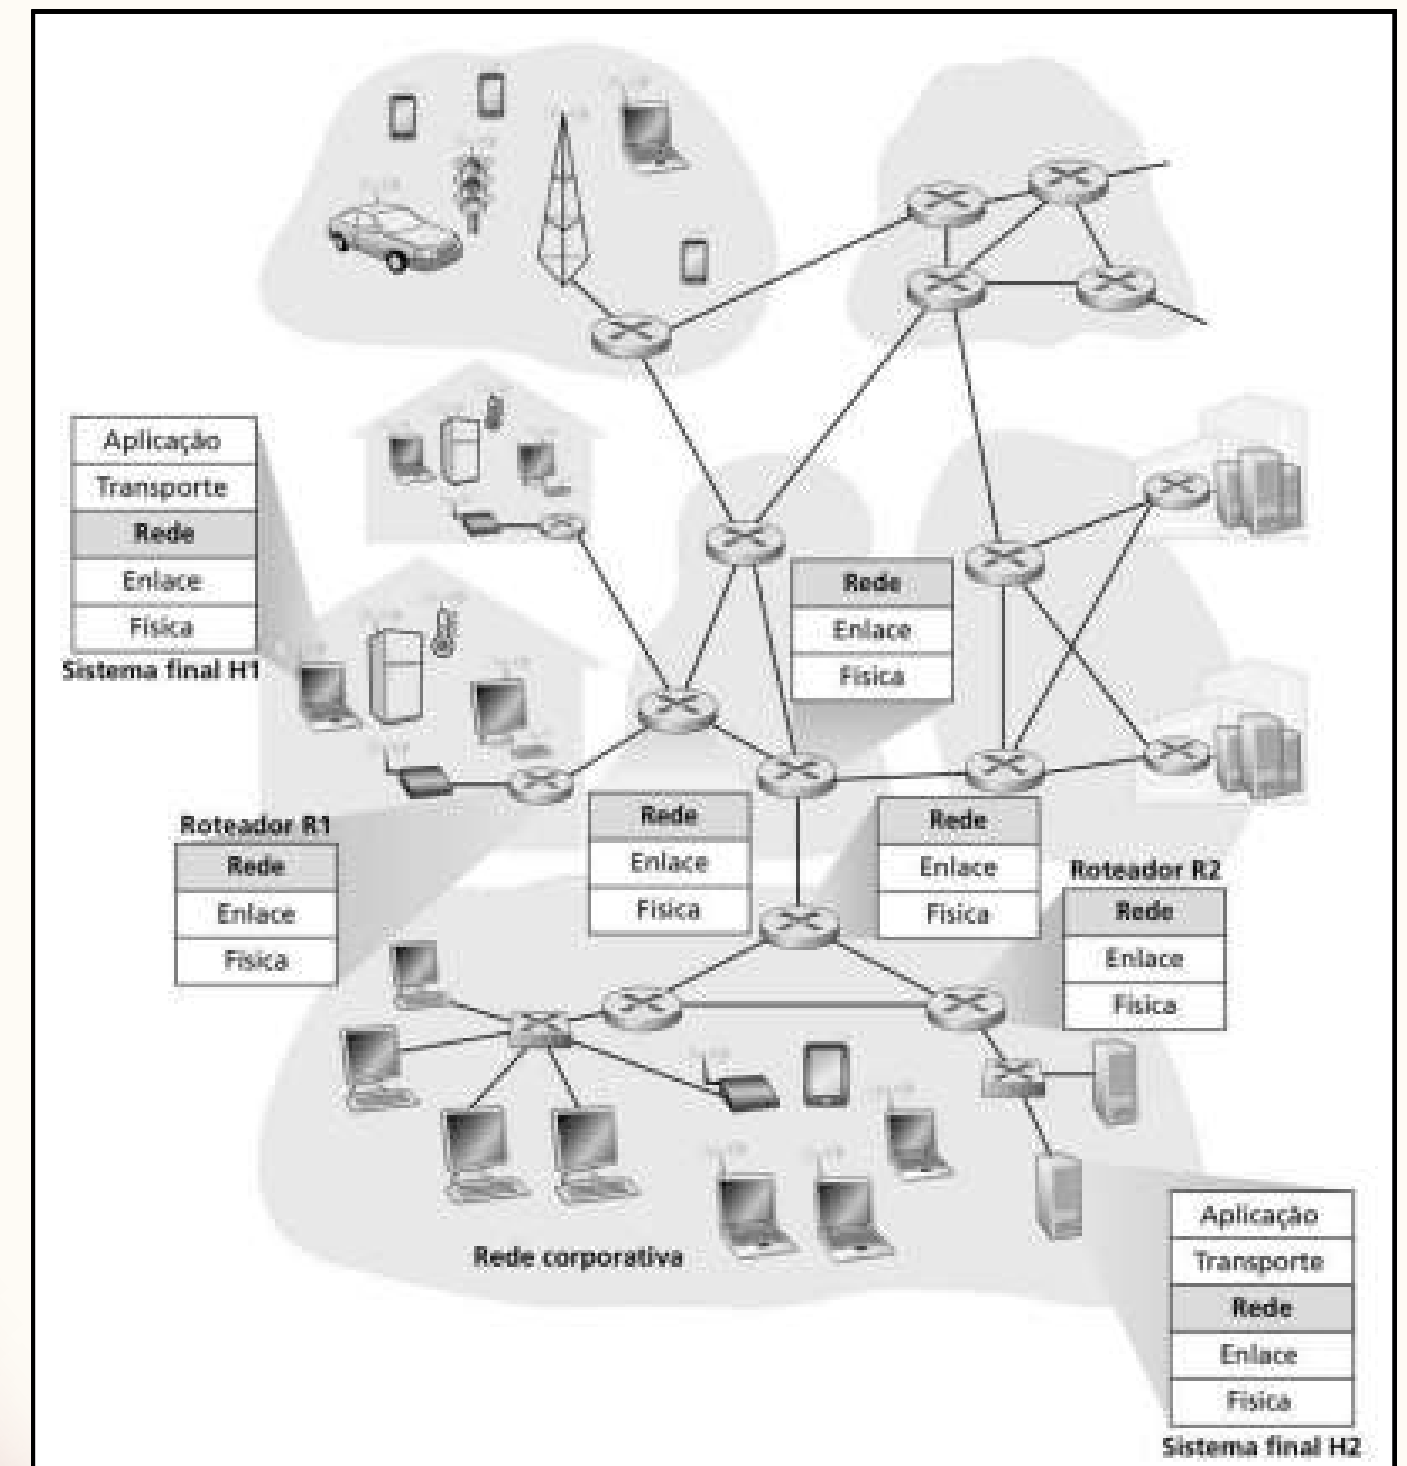 Aplicação
Transporte
Rede
Enlace
Física
Sistema final H1
Rede
Enlace
Física
Roteador R1
Rede
Enlace
Física
Rede
Enlace
Física
Rede
Enlace
Física
Roteador R2
Rede
Enlace
Física
Rede corporativa
Aplicação
Transporte
Rede
Enlace
Física
Sistema final H2